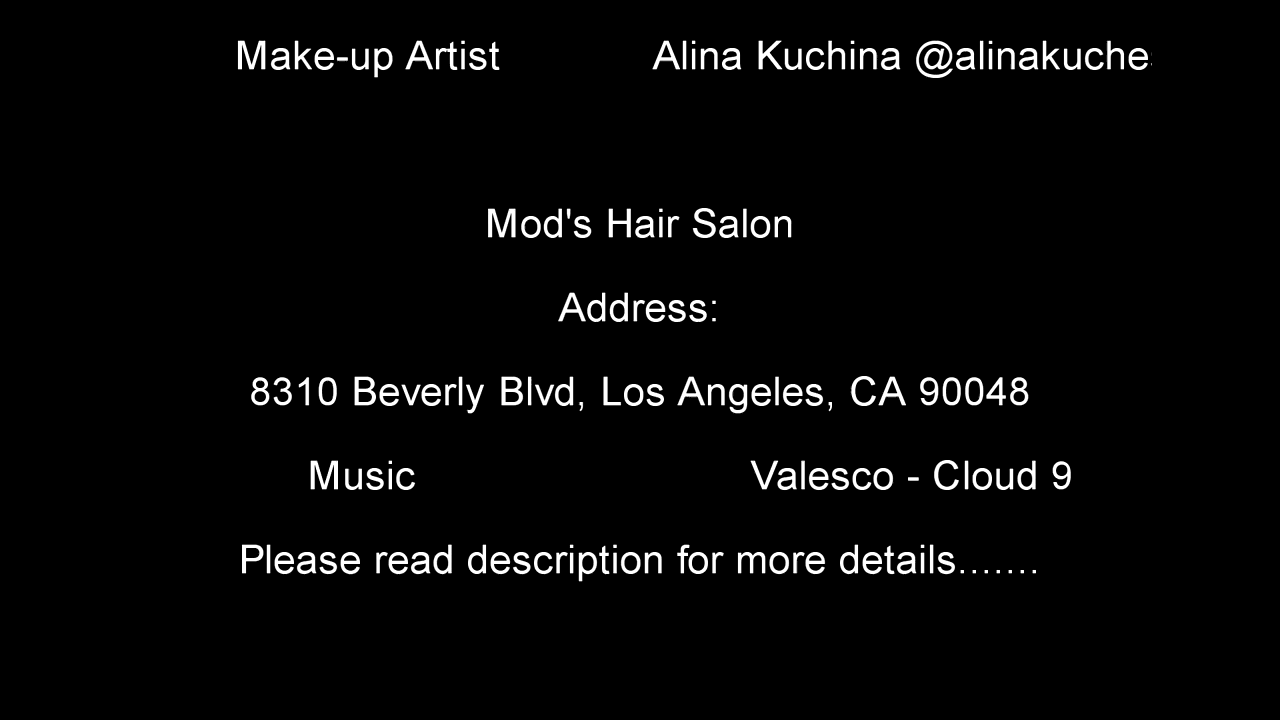 Make-up Artist Alina Kuchina
Mod's Hair Salon
Address:
8310 Beverly Blvd, Los Angeles, CA 90048
Music Valesco - Cloud 9
Please read description for more details.......